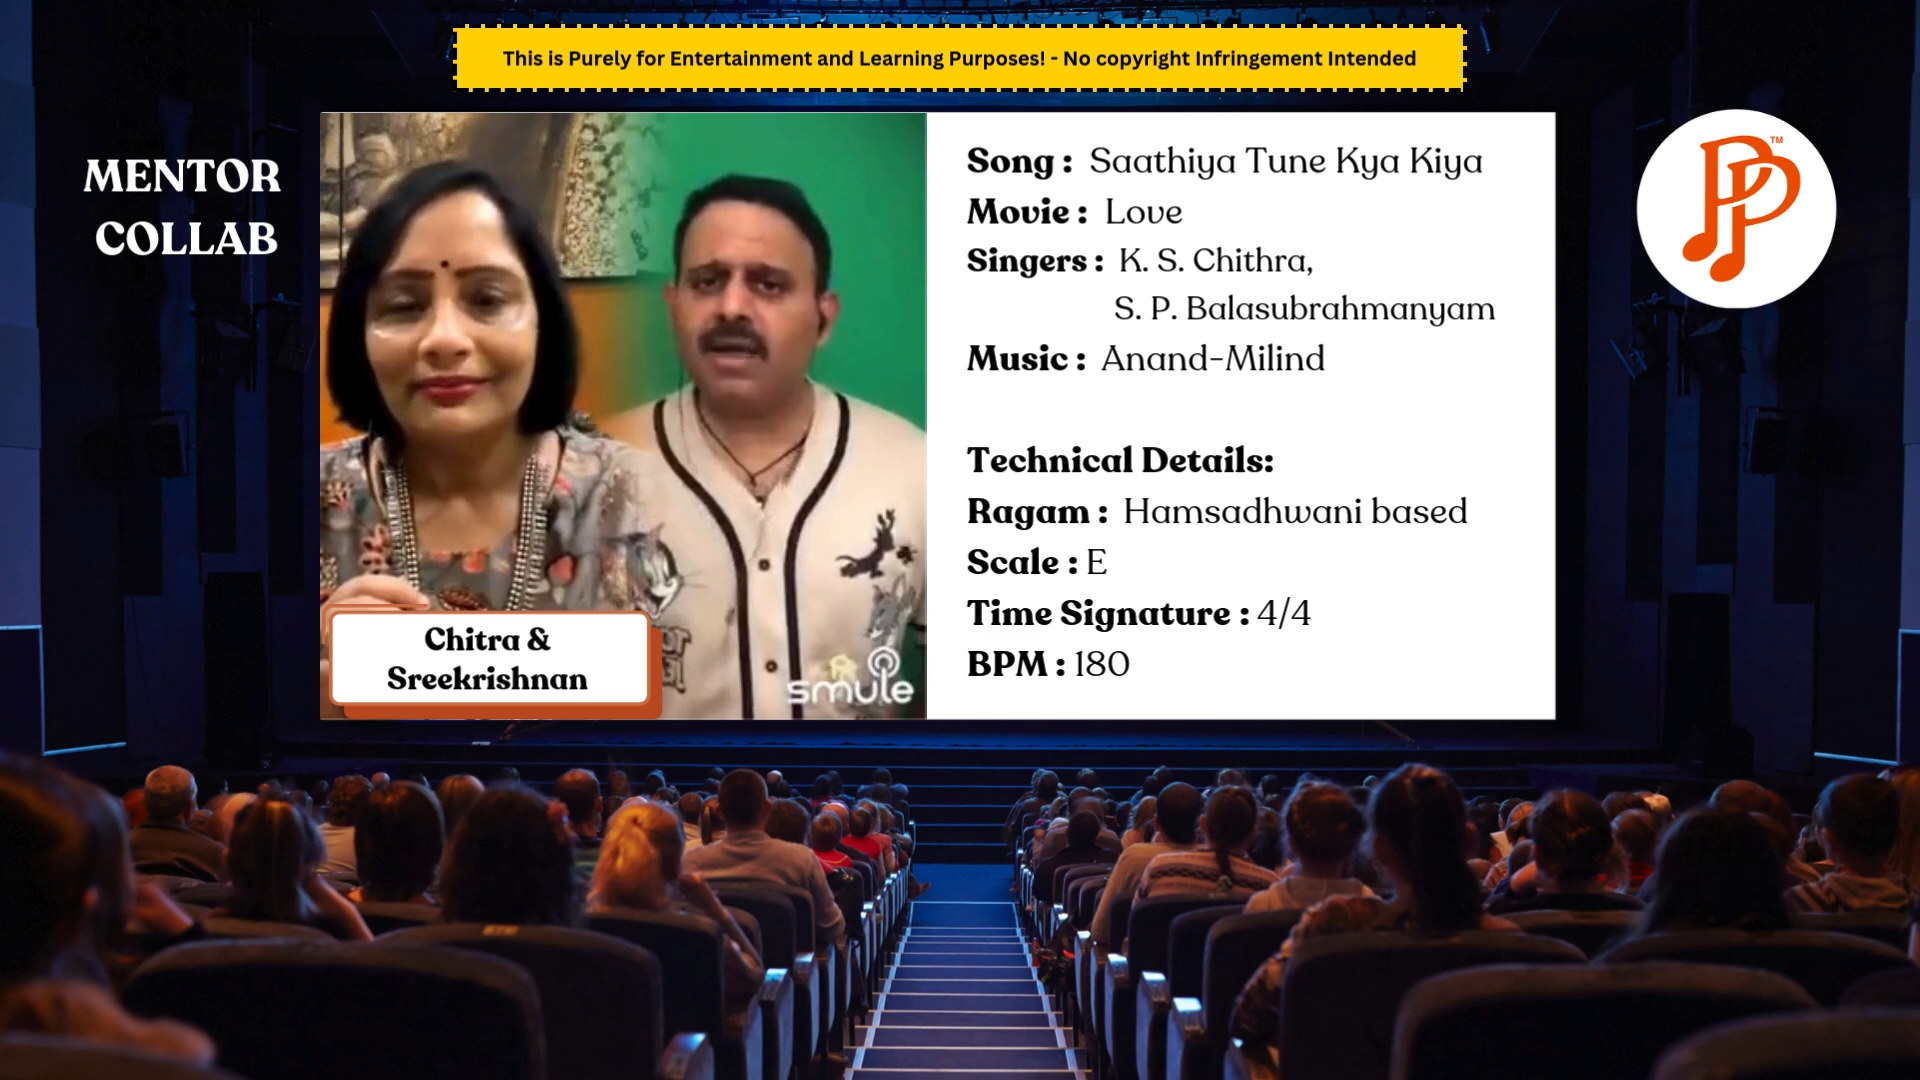 This is Purely for Entertainment and Learning Purposes! - No copyright Infringement Intended
MENTOR
COLLAB
Song : Saathiya Tune Kya Kiya
Movie : Love
Singers : K. S. Chithra,
S. P. Balasubrahmanyam
Music : Anand-Milind
Technical Details:
Ragam : Hamsadhwani based
Scale : E
Time Signature : 4/4
BPM : 180
Chitra &
Sreekrishnan
smule
PP TM